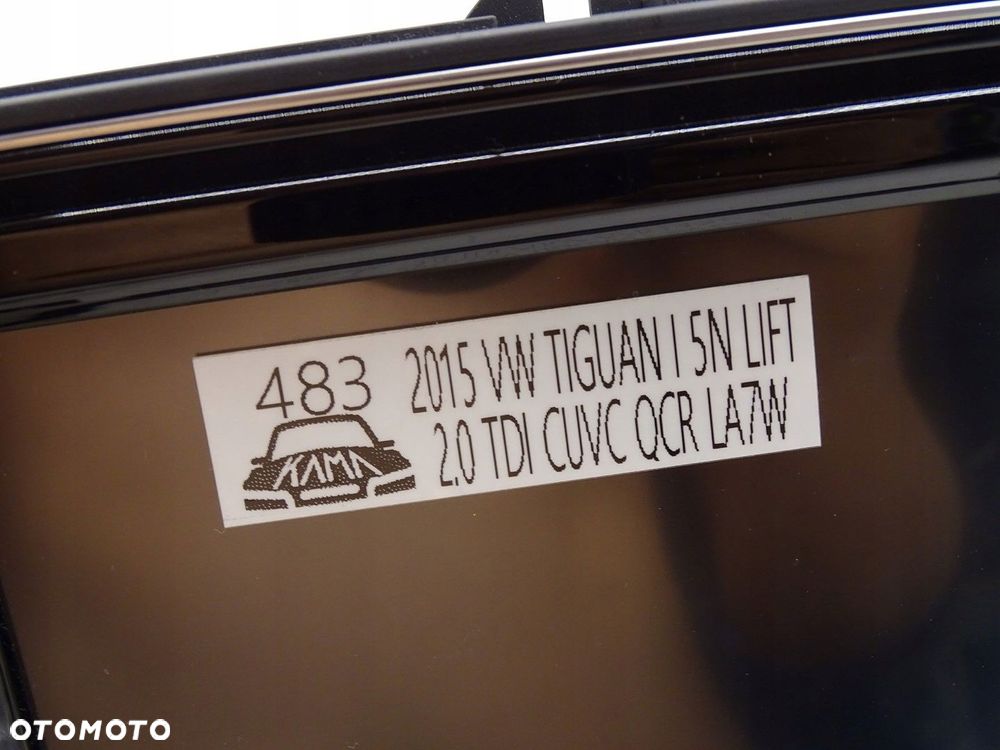 483
KAMA
2015 VW TIGUAN I 5N LIFT
2.0 TDI CUVC QCR LA7W
OTOMOTO